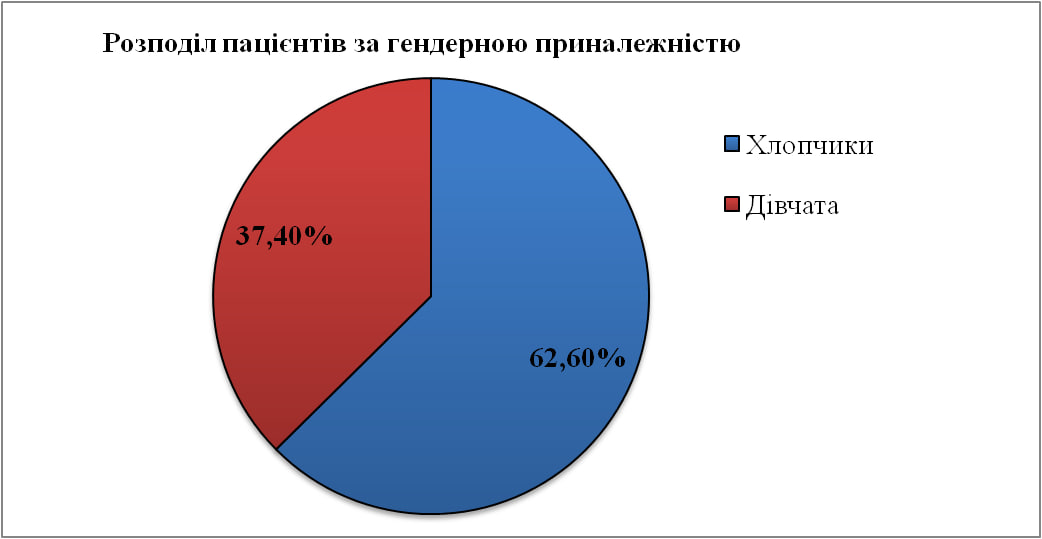 Розподіл пацієнтів за гендерною приналежністю
Хлопчики
Дівчата
37,40%
62,60%